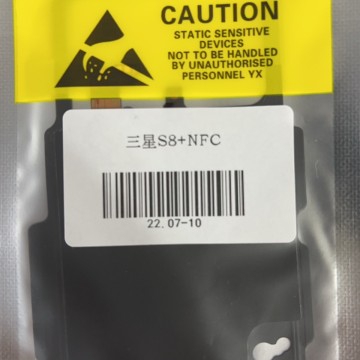 CAUTION
STATIC SENSITIVE
DEVICES
NOT TO BE HANDLED
BY UNAUTHORISED
PERSONNEL YX
三星S8+NFC
22.07-10